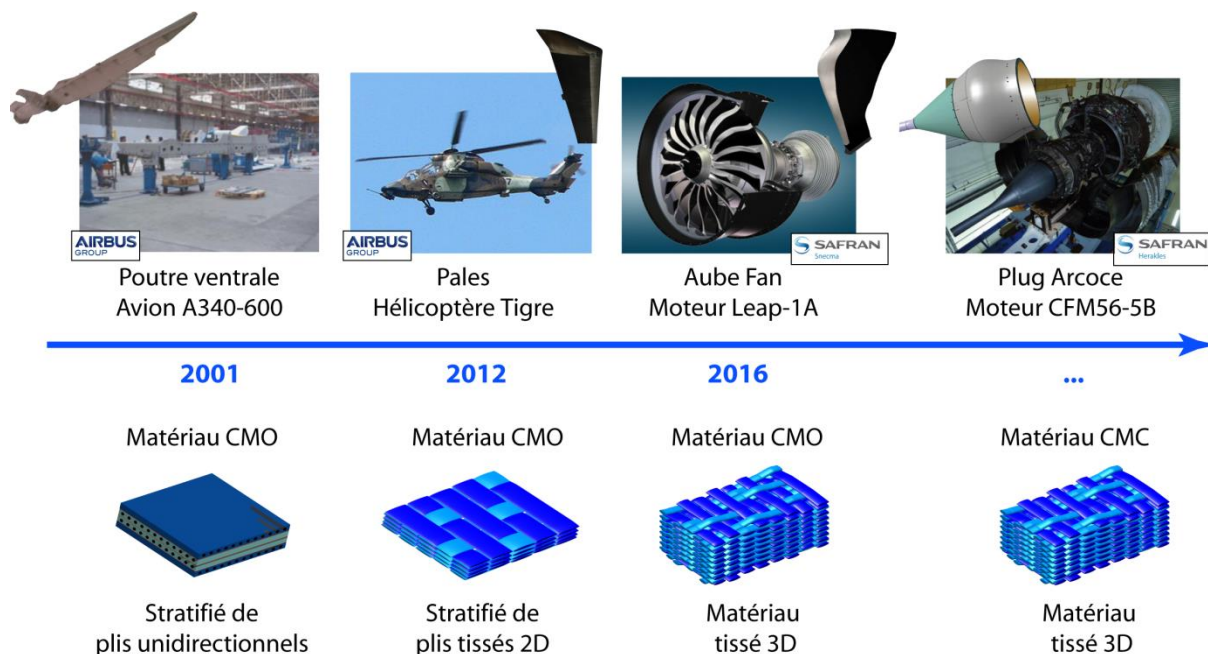 AIRBUS
GROUP
AIRBUS
GROUP
SAFRAN
Snecma
SAFRAN
Herakles
Poutre ventrale
Avion A340-600
Pales
Hélicoptère Tigre
Aube Fan
Moteur Leap-1A
Plug Arcoce
Moteur CFM56-5B
2001
2012
2016
...
Matériau CMO
Matériau CMO
Matériau CMO
Matériau CMC
Stratifié de
plis unidirectionnels
Stratifié de
plis tissés 2D
Matériau
tissé 3D
Matériau
tissé 3D